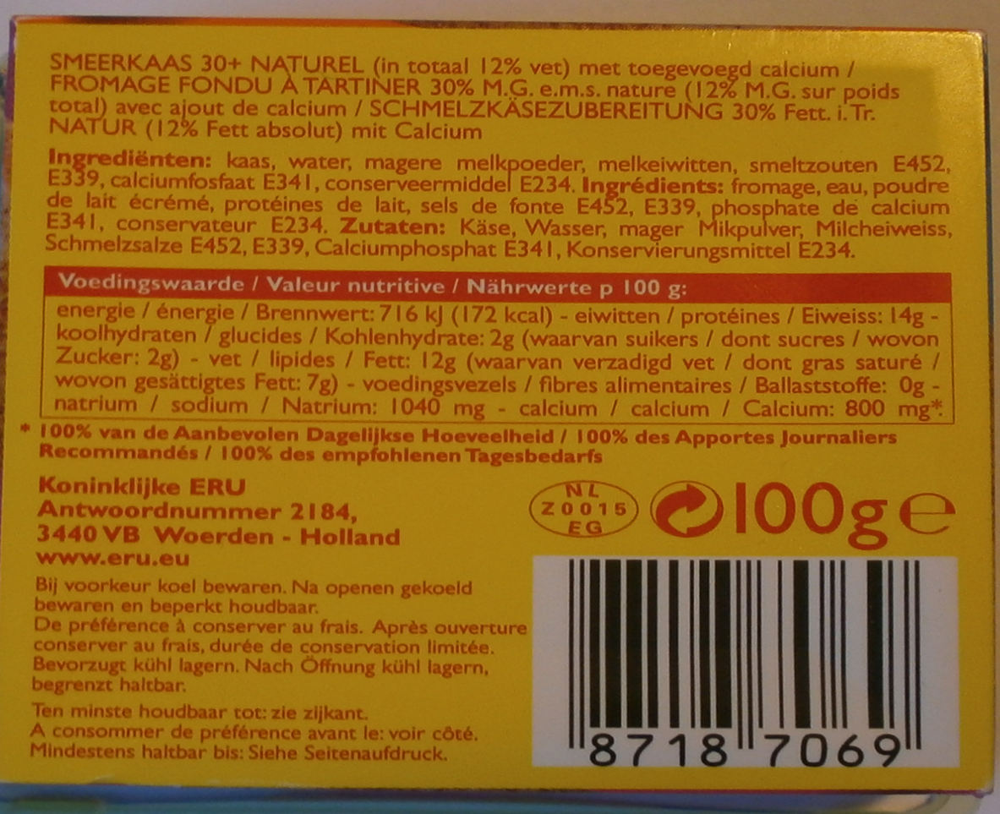 SMEERKAAS 30+ NATUREL (in totaal 12% vet) met toegevoegd calcium /
FROMAGE FONDU À TARTINER 30% M.G. e.m.s. nature (12% M.G. sur poids
total) avec ajout de calcium / SCHMELZKÄSEZUBEREITUNG 30% Fett. i. Tr.
NATUR (12% Fett absolut) mit Calcium
Ingrediënten: kaas, water, magere melkpoeder, melkeiwitten, smeltzouten E452,
E339, calciumfosfaat E341, conserveermiddel E234. Ingrédients: fromage, eau, poudre
de lait écrémé, protéines de lait, sels de fonte E452, E339, phosphate de calcium
E341, conservateur E234. Zutaten: Käse, Wasser, mager Mikpulver, Milcheiweiss,
Schmelzsalze E452, E339, Calciumphosphat E341, Konservierungsmittel E234.
Voedingswaarde / Valeur nutritive / Nährwerte p 100 g:
energie / énergie / Brennwert: 716 kJ (172 kcal) - eiwitten / protéines / Eiweiss: 14g -
koolhydraten / glucides / Kohlenhydrate: 2g (waarvan suikers / dont sucres / wovon
Zucker: 2g) - vet / lipides / Fett: 12g (waarvan verzadigd vet / dont gras saturé /
wovon gesättigtes Fett: 7g) - voedingsvezels / fibres alimentaires / Ballaststoffe: 0g -
natrium / sodium / Natrium: 1040 mg - calcium / calcium / Calcium: 800 mg*.
* 100% van de Aanbevolen Dagelijkse Hoeveelheid / 100% des Apportes Journaliers
Recommandés / 100% des empfohlenen Tagesbedarfs
Koninklijke ERU
Antwoordnummer 2184,
3440 VB Woerden - Holland
www.eru.eu
NL
Z0015
EG
100g e
Bij voorkeur koel bewaren. Na openen gekoeld
bewaren en beperkt houdbaar.
De préférence à conserver au frais. Après ouverture
conserver au frais, durée de conservation limitée.
Bevorzugt kühl lagern. Nach Öffnung kühl lagern,
begrenzt haltbar.
Ten minste houdbaar tot: zie zijkant.
A consommer de préférence avant le: voir côté.
Mindestens haltbar bis: Siehe Seitenaufdruck.
8718 7069